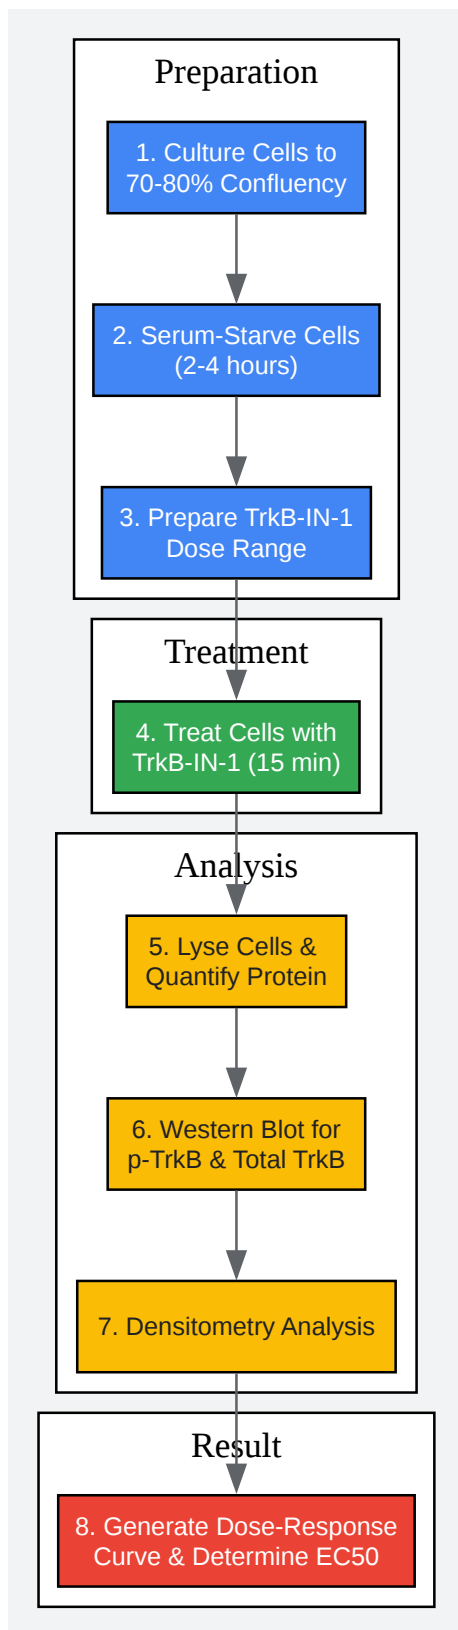 Preparation
1. Culture Cells to
70-80% Confluency
2. Serum-Starve Cells
(2-4 hours)
3. Prepare TrkB-IN-1
Dose Range
Treatment
4. Treat Cells with
TrkB-IN-1 (15 min)
Analysis
5. Lyse Cells &
Quantify Protein
6. Western Blot for
p-TrkB & Total TrkB
7. Densitometry Analysis
Result
8. Generate Dose-Response
Curve & Determine EC50